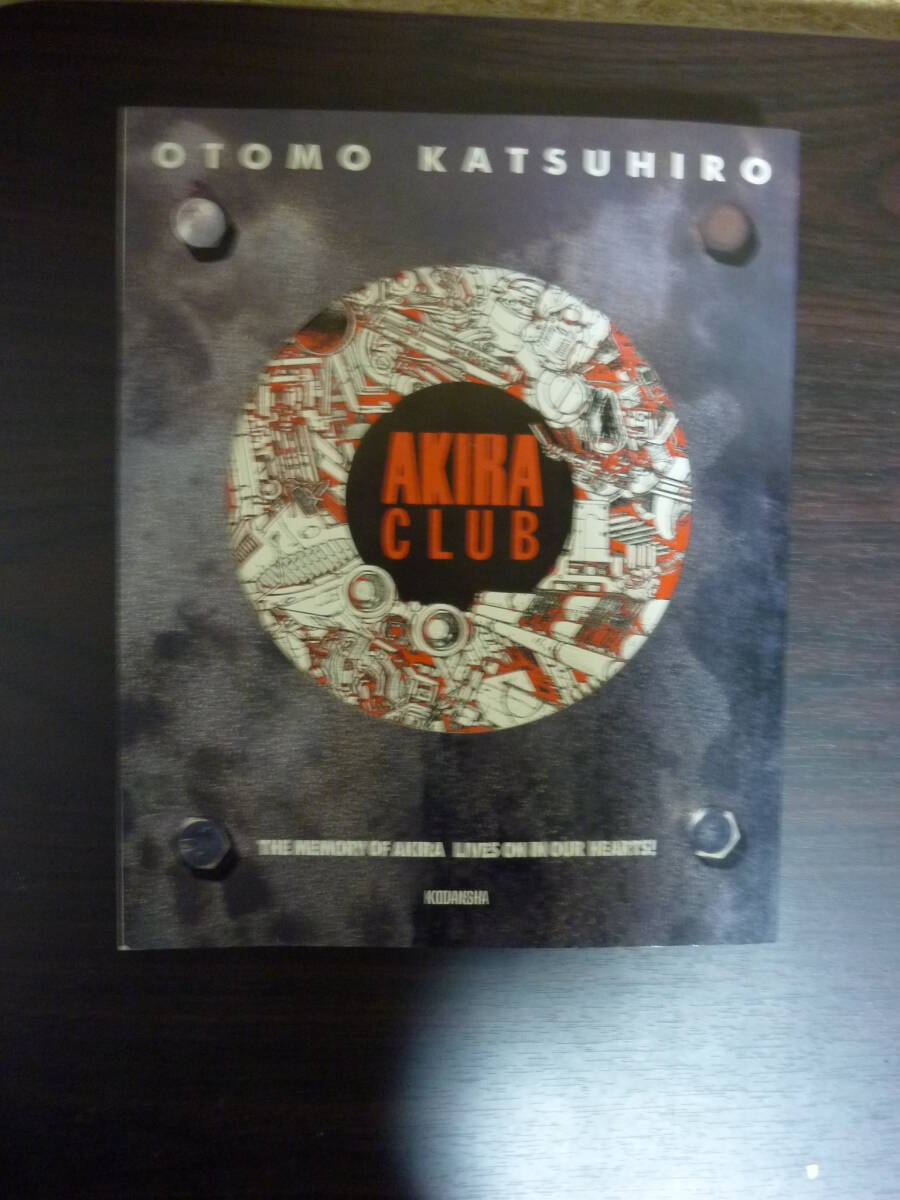 OTOMO KATSUHIRO
AKIRA
CLUB
THE MEMORY OF AKIRA LIVES ON IN OUR HEARTS!
KODANSHA